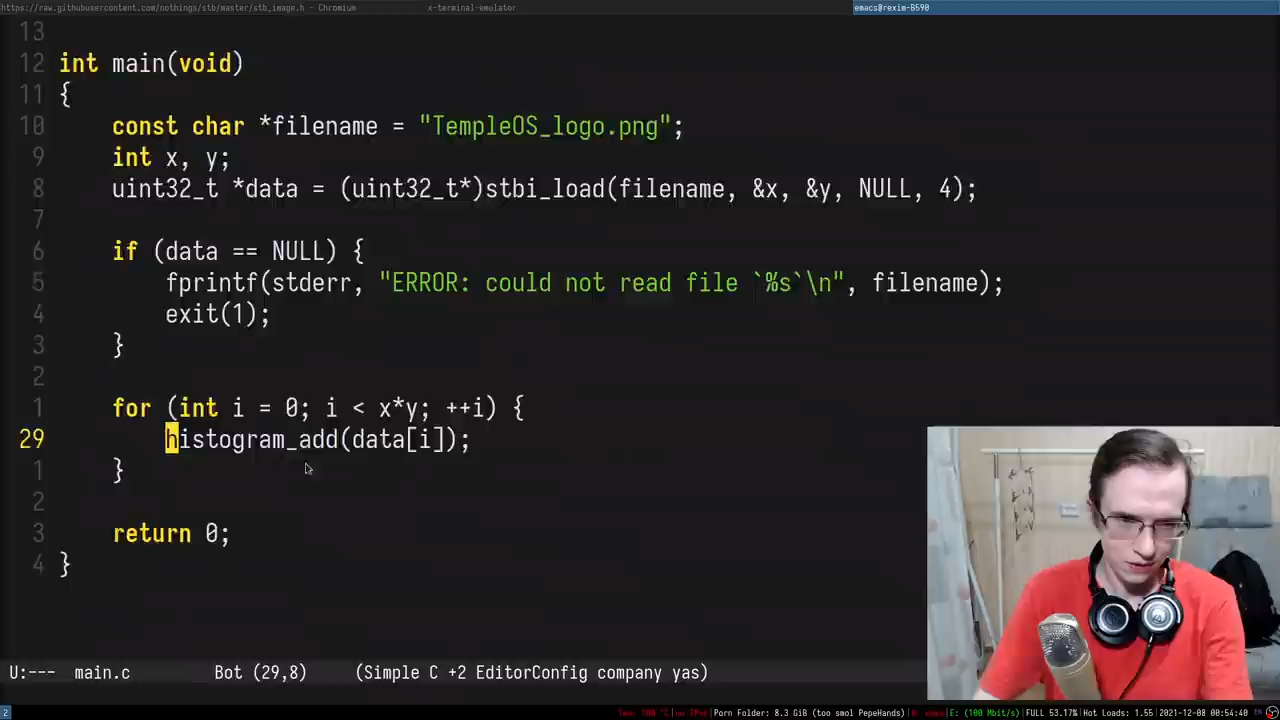 https://raw.githubusercontent.com/nothings/stb/master/stb_image.h - Chromium
x-terminal-emulator
emacs@rexim-B590
13
12 int main(void)
11 {
10     const char *filename = "TempleOS_logo.png";
9     int x, y;
8     uint32_t *data = (uint32_t*)stbi_load(filename, &x, &y, NULL, 4);
7
6     if (data == NULL) {
5         fprintf(stderr, "ERROR: could not read file `%s`\n", filename);
4         exit(1);
3     }
2
1     for (int i = 0; i < x*y; ++i) {
29         histogram_add(data[i]);
1     }
2
3     return 0;
4 }
U:--- main.c Bot (29,8) (Simple C +2 EditorConfig company yas)
2
Porn Folder: 8.3 GiB (too smol PepeHands)
E: (100 Mbit/s)
FULL 53.17%
Hot Loads: 1.55
2021-12-08 00:54:40
EN